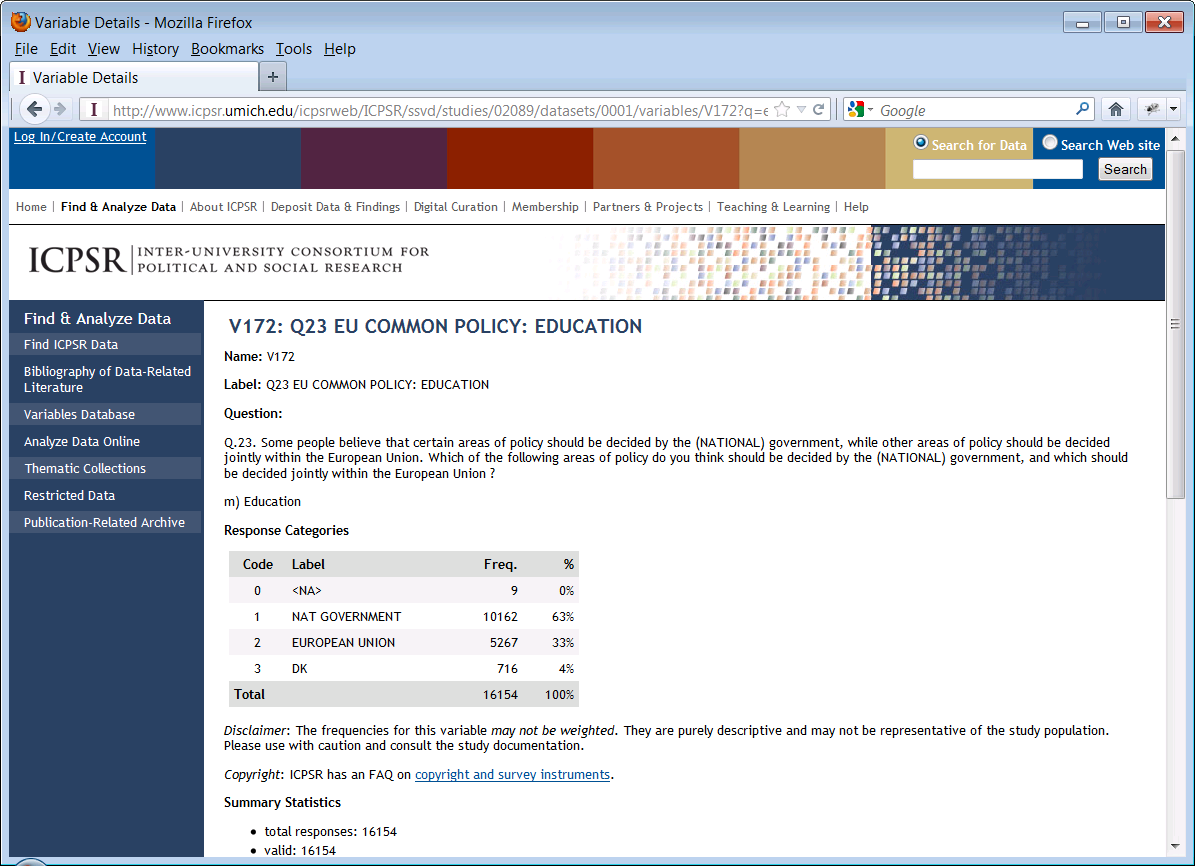 Variable Details - Mozilla Firefox
File Edit View History Bookmarks Tools Help
I Variable Details +
I http://www.icpsr.umich.edu/icpsrweb/ICPSR/ssvd/studies/02089/datasets/0001/variables/V172?q=e Google
Log In/Create Account
Search for Data Search Web site
Search
Home | Find & Analyze Data | About ICPSR | Deposit Data & Findings | Digital Curation | Membership | Partners & Projects | Teaching & Learning | Help
ICPSR INTER-UNIVERSITY CONSORTIUM FOR
POLITICAL AND SOCIAL RESEARCH
Find & Analyze Data
Find ICPSR Data
Bibliography of Data-Related
Literature
Variables Database
Analyze Data Online
Thematic Collections
Restricted Data
Publication-Related Archive
V172: Q23 EU COMMON POLICY: EDUCATION
Name: V172
Label: Q23 EU COMMON POLICY: EDUCATION
Question:
Q.23. Some people believe that certain areas of policy should be decided by the (NATIONAL) government, while other areas of policy should be decided
jointly within the European Union. Which of the following areas of policy do you think should be decided by the (NATIONAL) government, and which should
be decided jointly within the European Union ?
m) Education
Response Categories
Code Label Freq. %
0 <NA> 9 0%
1 NAT GOVERNMENT 10162 63%
2 EUROPEAN UNION 5267 33%
3 DK 716 4%
Total 16154 100%
Disclaimer: The frequencies for this variable may not be weighted. They are purely descriptive and may not be representative of the study population.
Please use with caution and consult the study documentation.
Copyright: ICPSR has an FAQ on copyright and survey instruments.
Summary Statistics
• total responses: 16154
• valid: 16154